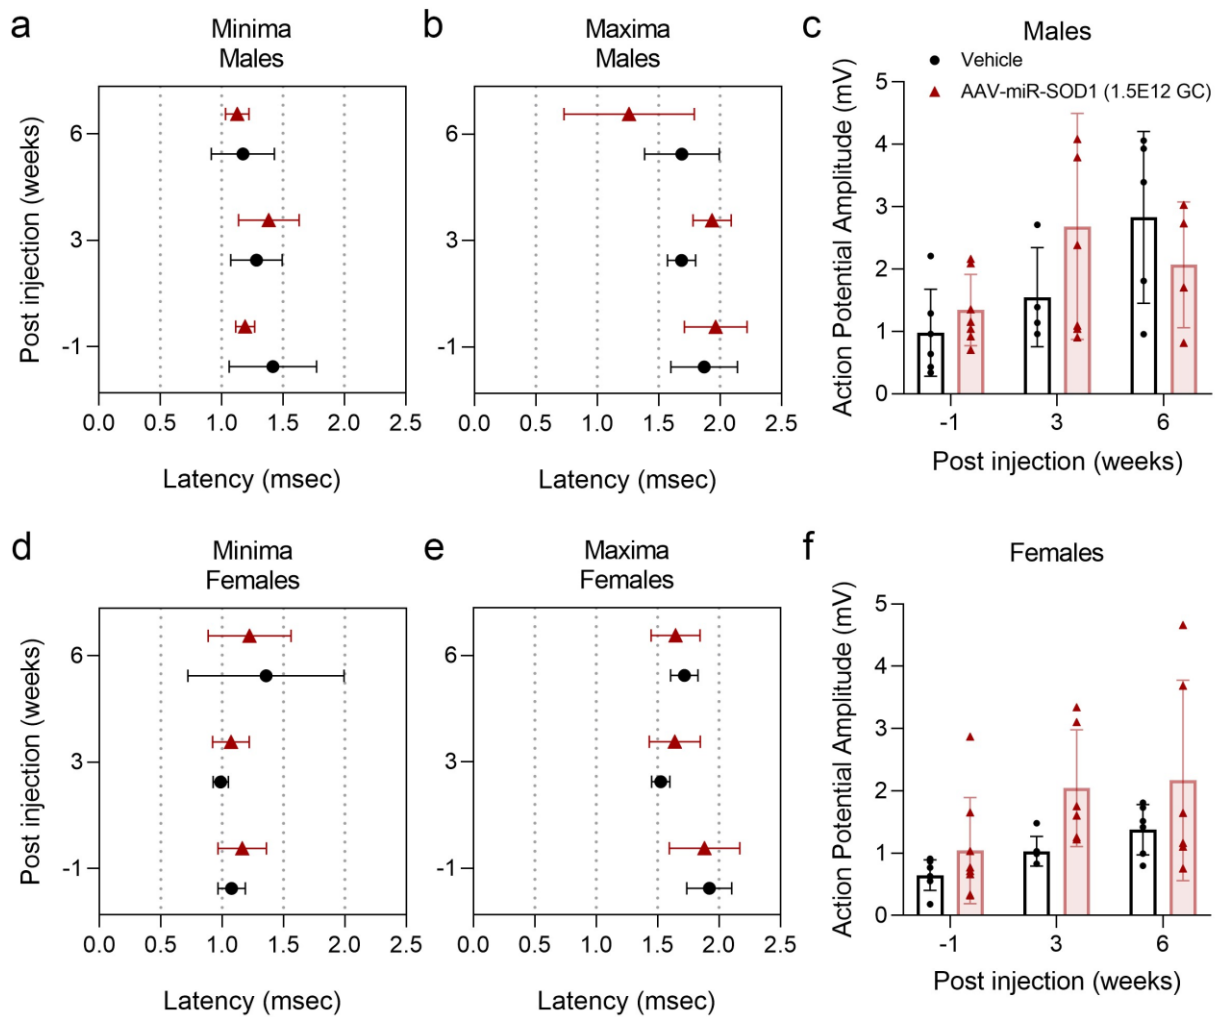 a
Minima
Males
Post injection (weeks)
6
3
-1
0.0 0.5 1.0 1.5 2.0 2.5
Latency (msec)
b
Maxima
Males
6
3
-1
0.0 0.5 1.0 1.5 2.0 2.5
Latency (msec)
c
Males
Vehicle
AAV-miR-SOD1 (1.5E12 GC)
Action Potential Amplitude (mV)
5
4
3
2
1
0
-1 3 6
Post injection (weeks)
d
Minima
Females
Post injection (weeks)
6
3
-1
0.0 0.5 1.0 1.5 2.0 2.5
Latency (msec)
e
Maxima
Females
6
3
-1
0.0 0.5 1.0 1.5 2.0 2.5
Latency (msec)
f
Females
Action Potential Amplitude (mV)
5
4
3
2
1
0
-1 3 6
Post injection (weeks)